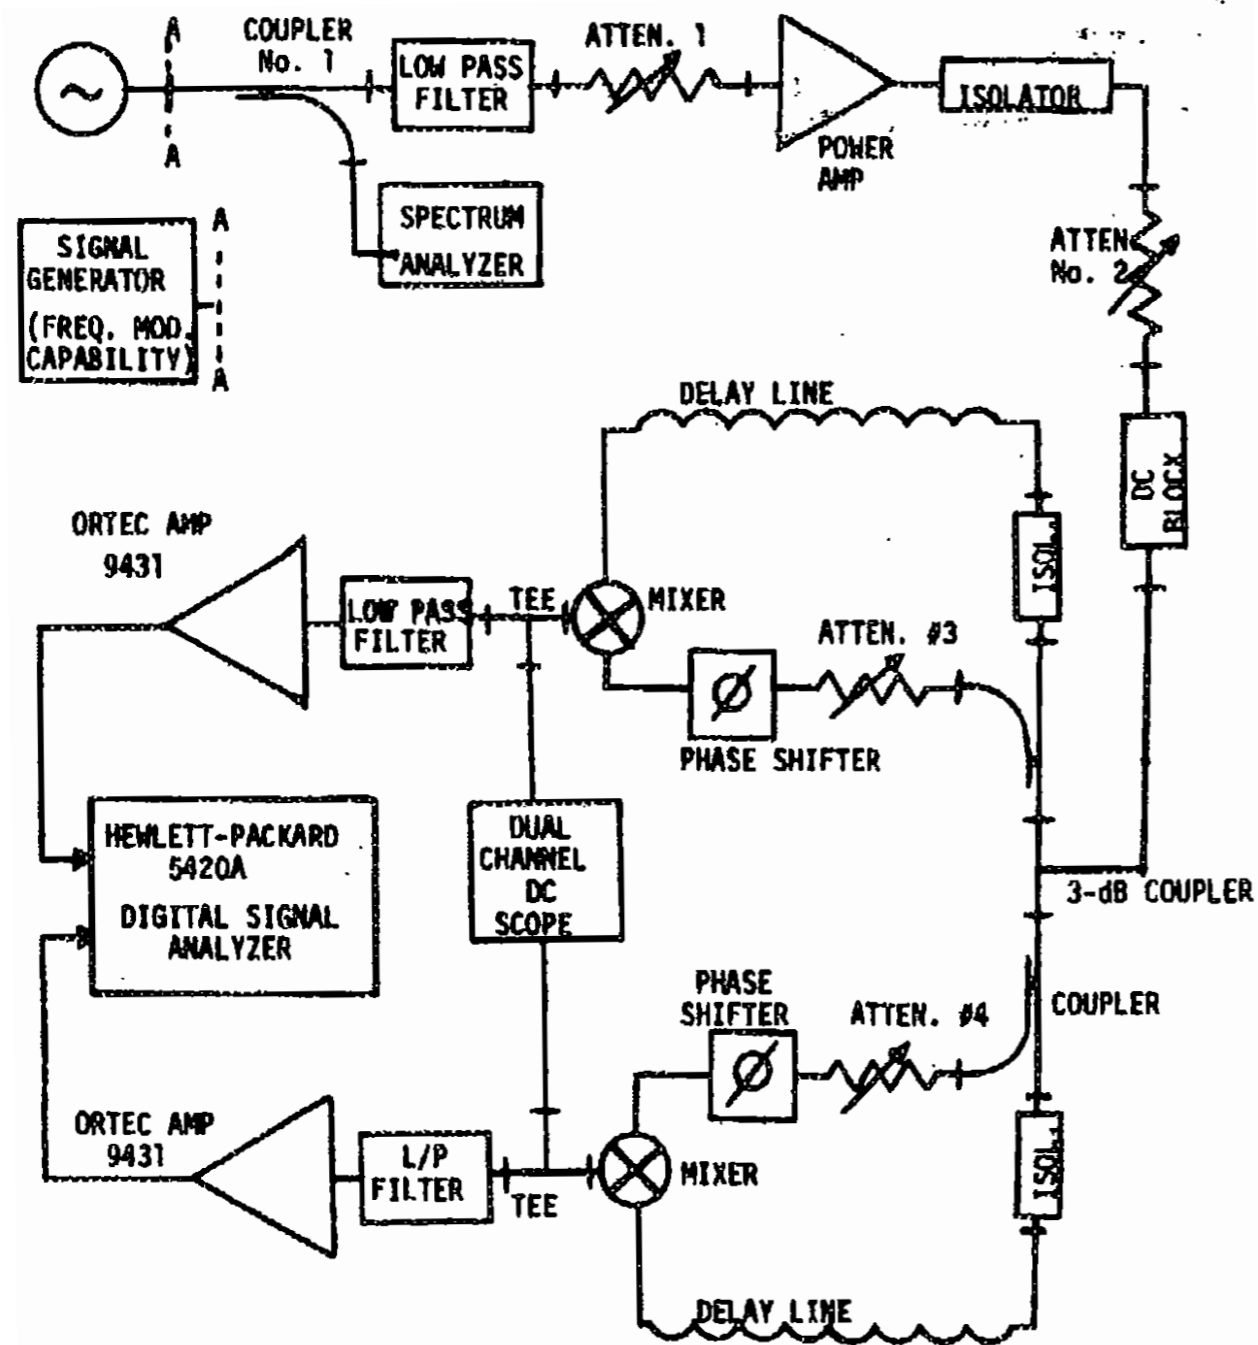 A
COUPLER
No. 1
A
LOW PASS
FILTER
ATTEN. 1
POWER
AMP
ISOLATOR
SPECTRUM
ANALYZER
SIGNAL
GENERATOR
(FREQ. MOD.
CAPABILITY)
A
A
ATTEN.
No. 2
DELAY LINE
DC
BLOCK
ISOL.
ORTEC AMP
9431
LOW PASS
FILTER
TEE
MIXER
ATTEN. #3
PHASE SHIFTER
HEWLETT-PACKARD
5420A
DIGITAL SIGNAL
ANALYZER
DUAL
CHANNEL
DC
SCOPE
3-dB COUPLER
PHASE
SHIFTER
ATTEN. #4
COUPLER
ORTEC AMP
9431
L/P
FILTER
TEE
MIXER
ISOL.
DELAY LINE